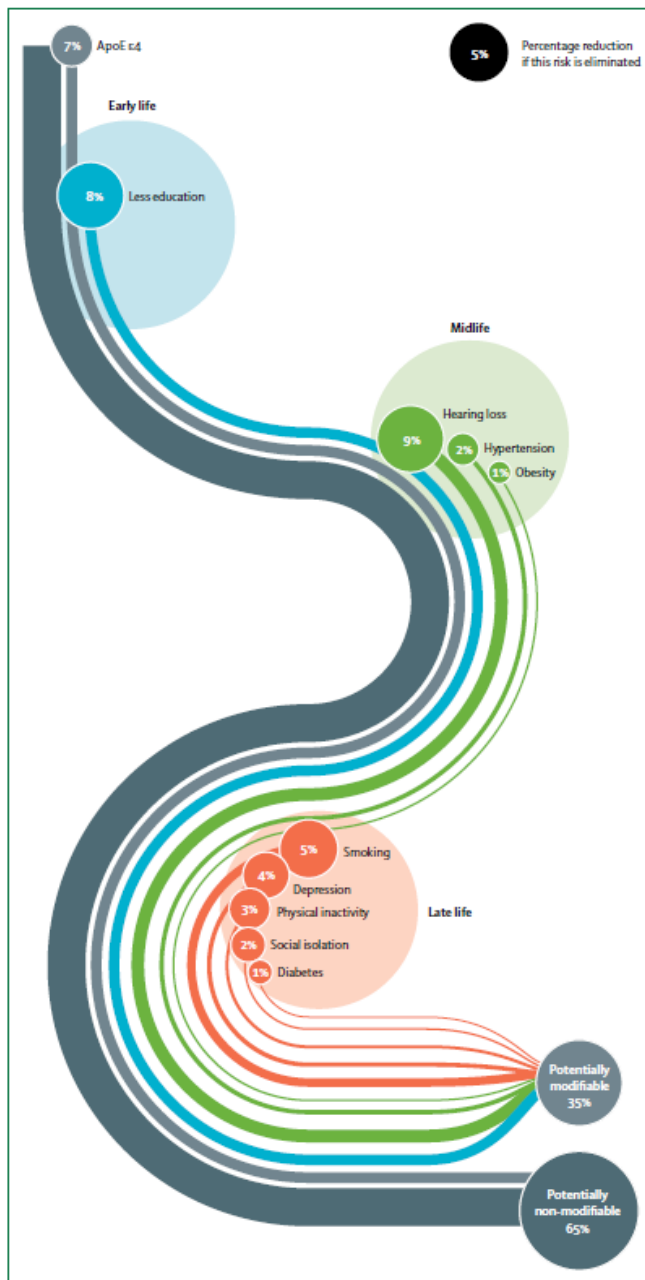 7% ApoE ε4
5%
Percentage reduction
if this risk is eliminated
Early life
8% Less education
Midlife
Hearing loss
9%
2% Hypertension
1% Obesity
5% Smoking
4%
Depression
3% Physical inactivity
Late life
2% Social isolation
1% Diabetes
Potentially
modifiable
35%
Potentially
non-modifiable
65%